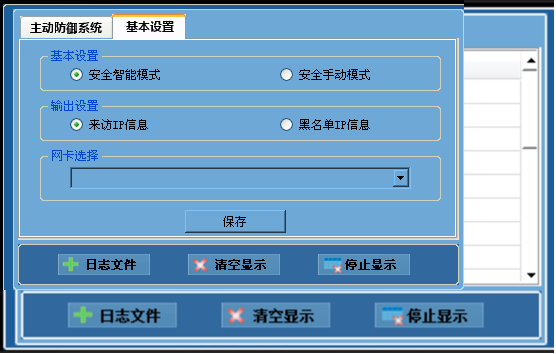 主动防御系统 基本设置
基本设置
安全智能模式 安全手动模式
输出设置
来访IP信息 黑名单IP信息
网卡选择
保存
日志文件 清空显示 停止显示
日志文件 清空显示 停止显示